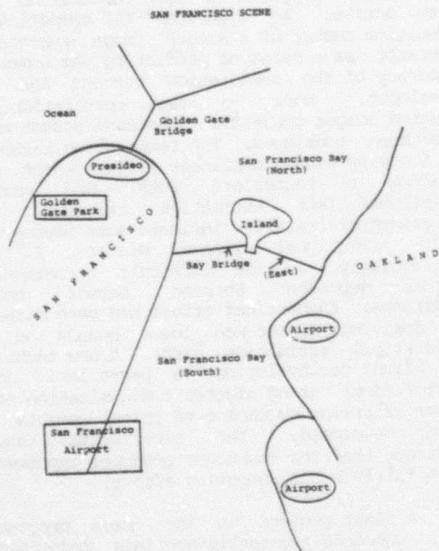 SAN FRANCISCO SCENE
Ocean
Golden Gate
Bridge
Presideo
San Francisco Bay
(North)
Golden
Gate Park
Island
SAN FRANCISCO
Bay Bridge
(East)
OAKLAND
Airport
San Francisco Bay
(South)
San Francisco
Airport
Airport